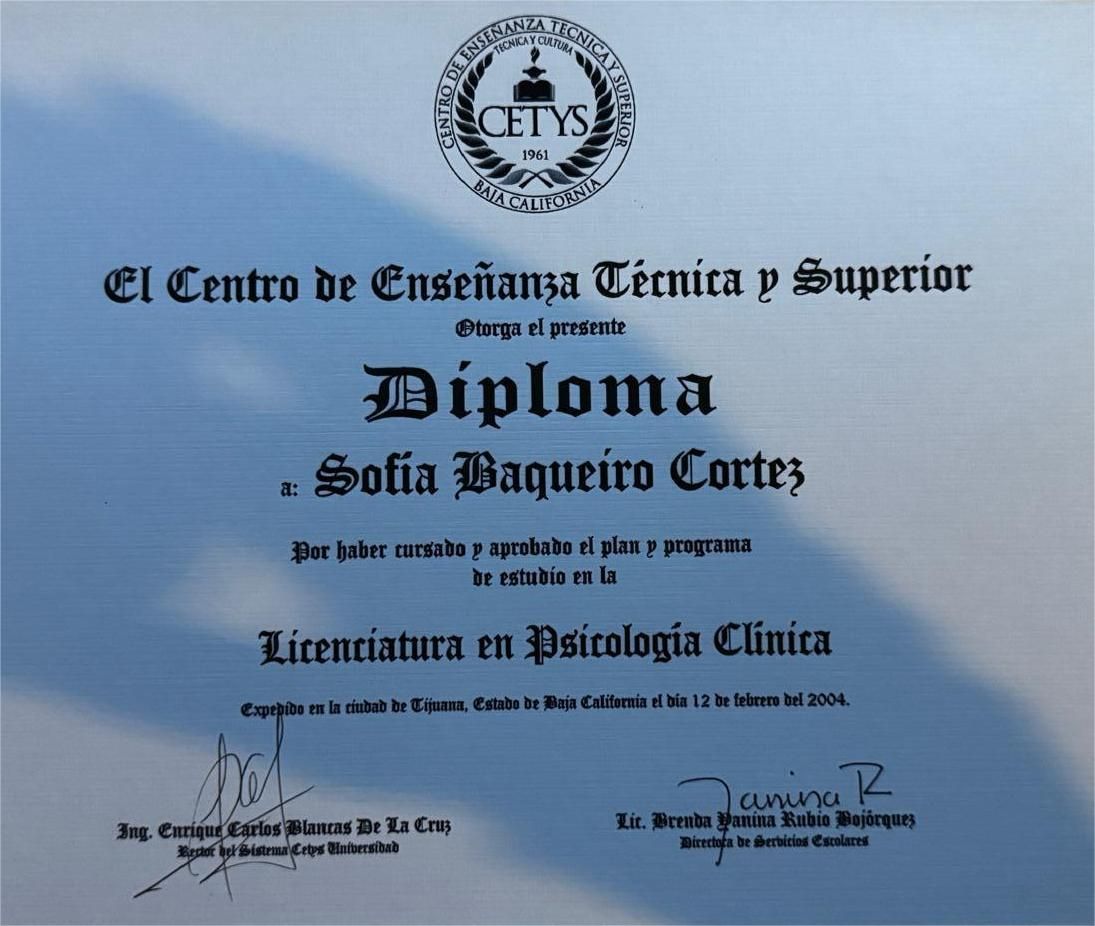 CENTRO DE ENSEÑANZA TECNICA Y SUPERIOR
TECNICA Y CULTURA
CETYS
1961
BAJA CALIFORNIA
El Centro de Enseñanza Técnica y Superior
Otorga el presente
Diploma
a: Sofía Baqueiro Cortez
Por haber cursado y aprobado el plan y programa
de estudio en la
Licenciatura en Psicología Clínica
Expedido en la ciudad de Tijuana, Estado de Baja California el día 12 de febrero del 2004.
Janina R
Ing. Enrique Carlos Blancas De La Cruz
Rector del Sistema Cetys Universidad
Lic. Brenda Yanina Rubio Bojórquez
Directora de Servicios Escolares